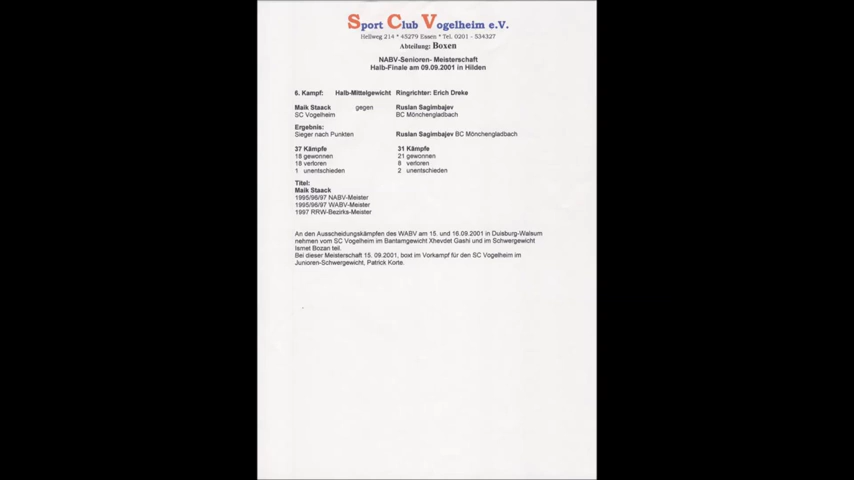 Sport Club Vogelheim e.V.
Hellweg 214 * 45279 Essen * Tel. 0201 - 534327
Abteilung: Boxen
NABV-Senioren- Meisterschaft
Halb-Finale am 09.09.2001 in Hilden
6. Kampf: Halb-Mittelgewicht Ringrichter: Erich Dreke
Maik Staack gegen Ruslan Sagimbajev
SC Vogelheim BC Mönchengladbach
Ergebnis:
Sieger nach Punkten Ruslan Sagimbajev BC Mönchengladbach
37 Kämpfe 31 Kämpfe
18 gewonnen 21 gewonnen
18 verloren 8 verloren
1 unentschieden 2 unentschieden
Titel:
Maik Staack
1995/96/97 NABV-Meister
1995/96/97 WABV-Meister
1997 RRW-Bezirks-Meister
An den Ausscheidungskämpfen des WABV am 15. und 16.09.2001 in Duisburg-Walsum
nehmen vom SC Vogelheim im Bantamgewicht Xhevdet Gashi und im Schwergewicht
Ismet Bozan teil.
Bei dieser Meisterschaft 15. 09.2001, boxt im Vorkampf für den SC Vogelheim im
Junioren-Schwergewicht, Patrick Korte.